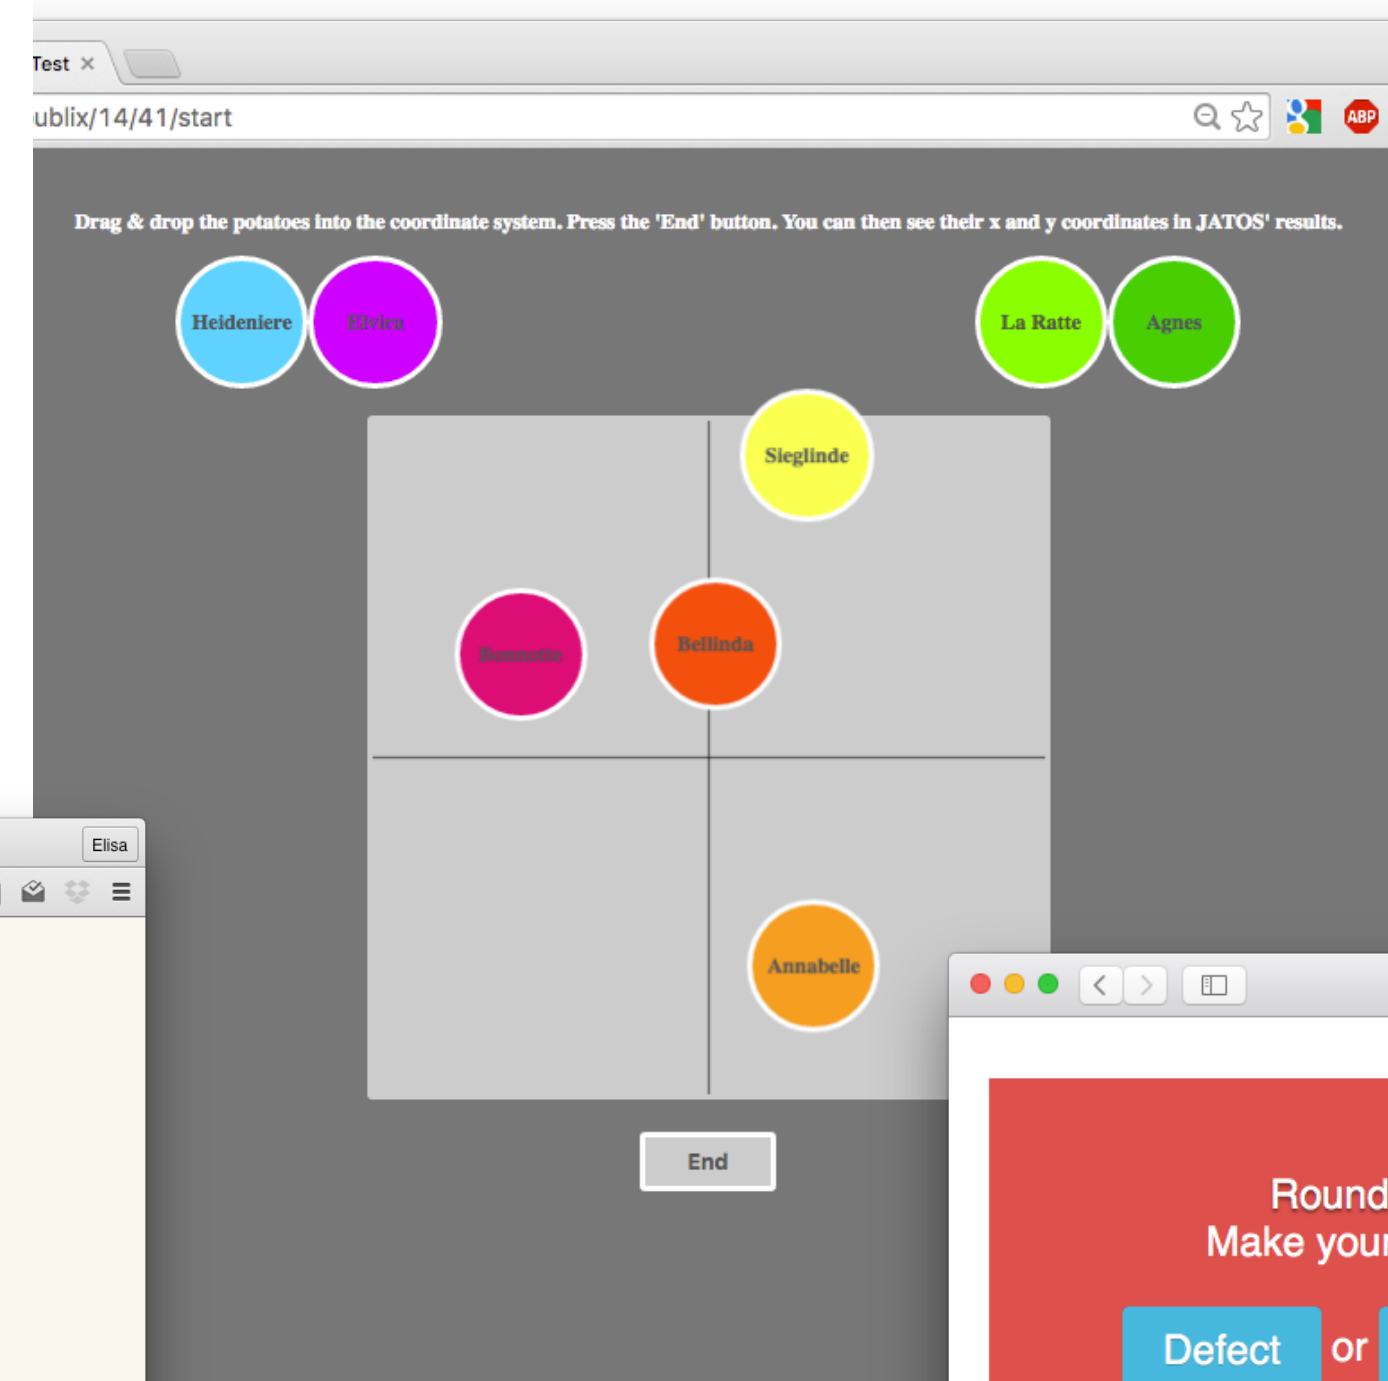 Test
ublix/14/41/start
ABP
Drag & drop the potatoes into the coordinate system. Press the 'End' button. You can then see their x and y coordinates in JATOS' results.
Heideniere
Elvira
La Ratte
Agnes
Sieglinde
Bonnotte
Bellinda
Elisa
Annabelle
End
Round
Make your
Defect or